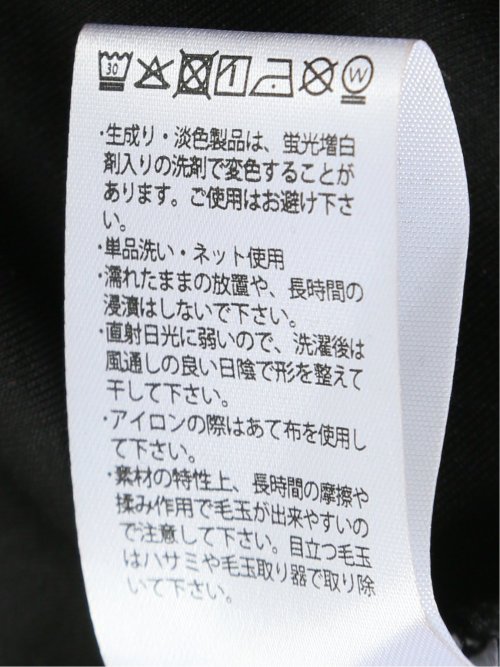 30 W
・生成り・淡色製品は、蛍光増白
剤入りの洗剤で変色することが
あります。ご使用はお避け下さ
い。
・単品洗い・ネット使用
・濡れたままの放置や、長時間の
浸漬はしないで下さい。
・直射日光に弱いので、洗濯後は
風通しの良い日陰で形を整えて
干して下さい。
・アイロンの際はあて布を使用し
て下さい。
・素材の特性上、長時間の摩擦や
揉み作用で毛玉が出来やすいの
で注意して下さい。目立つ毛玉
はハサミや毛玉取り器で取り除
いて下さい。